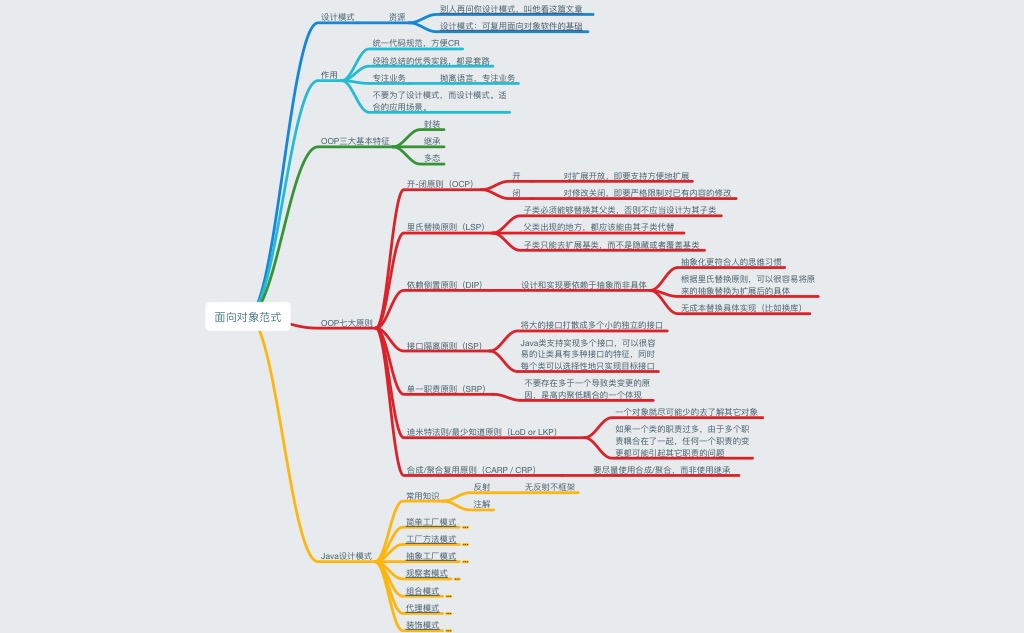 面向对象范式
设计模式
资源
别人再问你设计模式，叫他看这篇文章
设计模式：可复用面向对象软件的基础
作用
统一代码规范，方便CR
经验总结的优秀实践，都是套路
专注业务
抛离语言，专注业务
不要为了设计模式，而设计模式。适
合的应用场景。
OOP三大基本特征
封装
继承
多态
OOP七大原则
开-闭原则（OCP）
开
对扩展开放，即要支持方便地扩展
闭
对修改关闭，即要严格限制对已有内容的修改
里氏替换原则（LSP）
子类必须能够替换其父类，否则不应当设计为其子类
父类出现的地方，都应该能由其子类代替
子类只能去扩展基类，而不是隐藏或者覆盖基类
依赖倒置原则（DIP）
设计和实现要依赖于抽象而非具体
抽象化更符合人的思维习惯
根据里氏替换原则，可以很容易将原
来的抽象替换为扩展后的具体
无成本替换具体实现（比如换库）
接口隔离原则（ISP）
将大的接口打散成多个小的独立的接口
Java类支持实现多个接口，可以很容
易的让类具有多种接口的特征，同时
每个类可以选择性地只实现目标接口
单一职责原则（SRP）
不要存在多于一个导致类变更的原
因，是高内聚低耦合的一个体现
迪米特法则/最少知道原则（LoD or LKP）
一个对象就尽可能少的去了解其它对象
如果一个类的职责过多，由于多个职
责耦合在了一起，任何一个职责的变
更都可能引起其它职责的问题
合成/聚合复用原则（CARP / CRP）
要尽量使用合成/聚合，而非使用继承
Java设计模式
常用知识
反射
无反射不框架
注解
简单工厂模式
工厂方法模式
抽象工厂模式
观察者模式
组合模式
代理模式
装饰模式